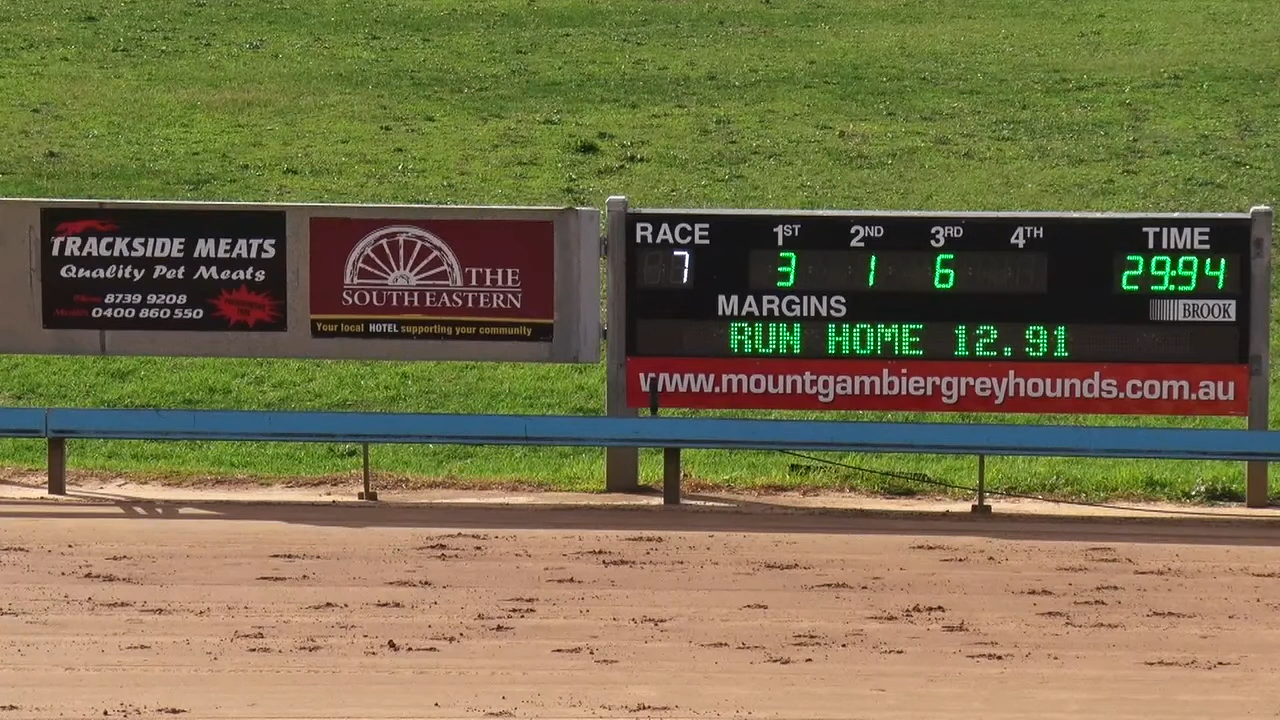 TRACKSIDE MEATS
Quality Pet Meats
8739 9208
0400 860 550
THE
SOUTH EASTERN
Your local HOTEL supporting your community
RACE 1ST 2ND 3RD 4TH TIME
7 3 1 6 29:94
MARGINS
BROOK
RUN HOME 12.91
www.mountgambiergreyhounds.com.au